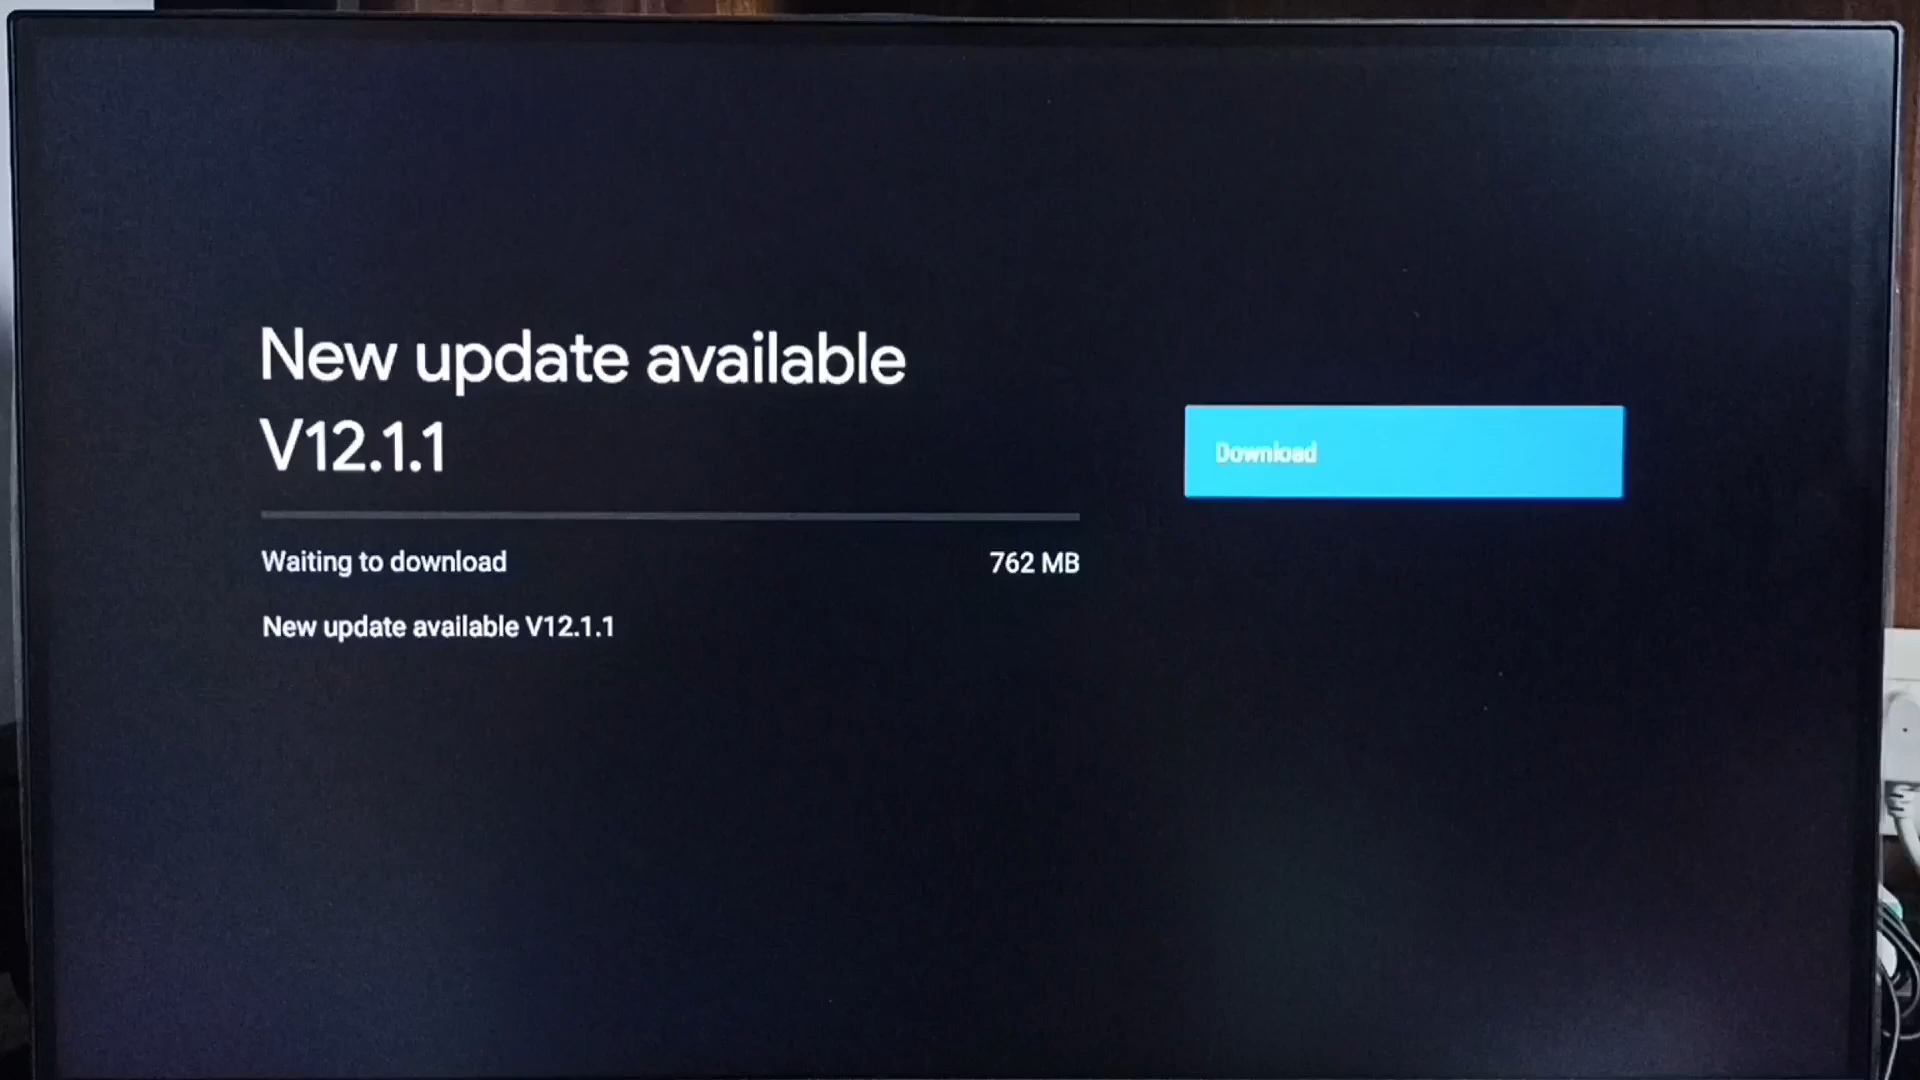 New update available
V12.1.1
Download
Waiting to download 762 MB
New update available V12.1.1